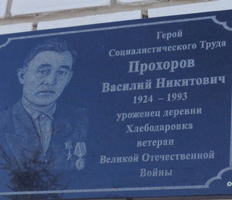 Герой
Социалистического Труда
Прохоров
Василий Никитович
1924 - 1993
уроженец деревни
Хлебодаровка
ветеран
Великой Отечественной
Войны